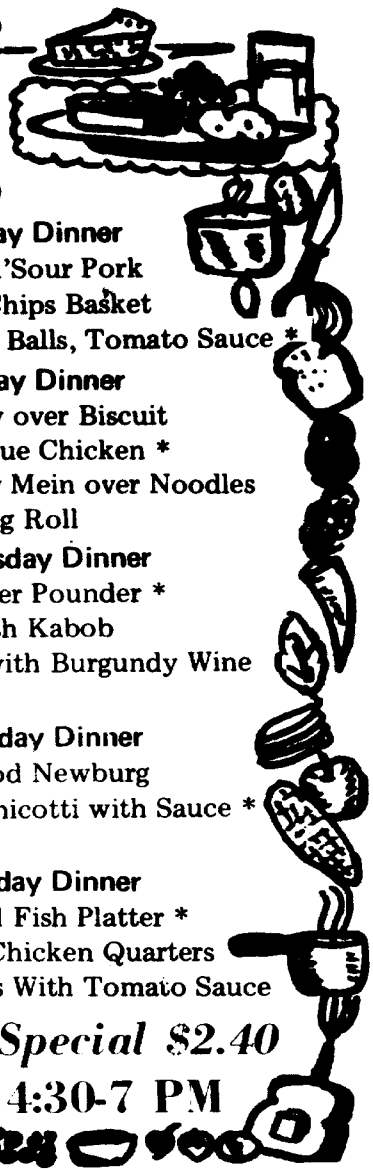 ay Dinner
'Sour Pork
hips Basket
Balls, Tomato Sauce *
ay Dinner
over Biscuit
ue Chicken *
Mein over Noodles
g Roll
sday Dinner
er Pounder *
h Kabob
ith Burgundy Wine
day Dinner
od Newburg
nicotti with Sauce *
day Dinner
Fish Platter *
Chicken Quarters
s With Tomato Sauce
Special $2.40
4:30-7 PM